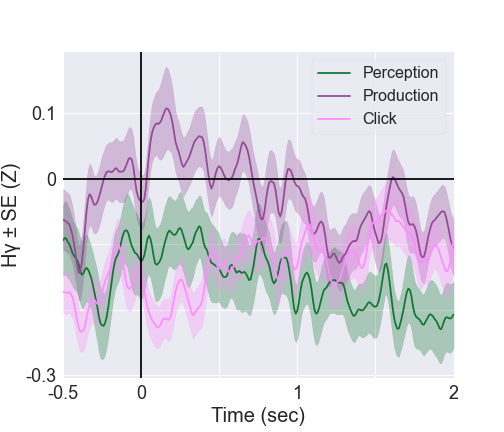 Perception
Production
Click
Hγ ± SE (Z)
0.1
0
-0.3
-0.5 0 1 2
Time (sec)